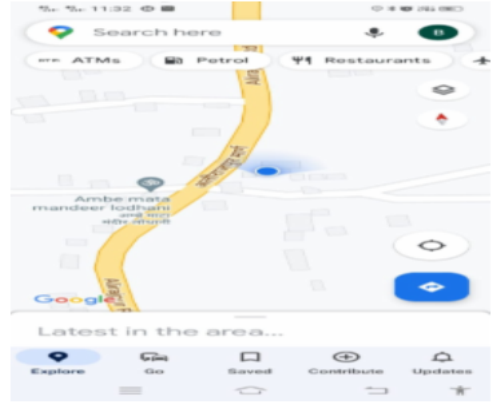 11:32
Search here
B
ATMs
Petrol
Restaurants
Ambe mata
mandeer lodhani
अम्बे माता
मंदीर लोधानी
Google
Latest in the area...
Explore
Go
Saved
Contribute
Updates